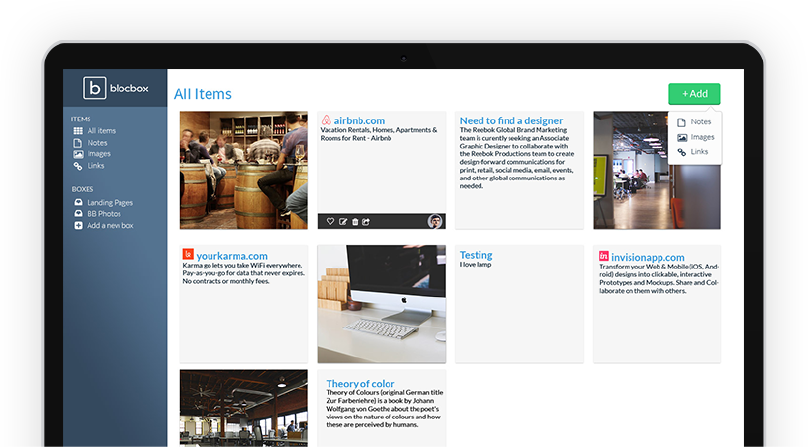 b blocbox
All Items
+ Add
ITEMS
All items
Notes
Images
Links
BOXES
Landing Pages
BB Photos
Add a new box
Notes
Images
Links
airbnb.com
Vacation Rentals, Homes, Apartments &
Rooms for Rent - Airbnb
Need to find a designer
The Reebok Global Brand Marketing
team is currently seeking an Associate
Graphic Designer to collaborate with
the Reebok Productions team to create
design-forward communications for
print, retail, social media, email, events,
and other global communications as
needed.
yourkarma.com
Karma go lets you take WiFi everywhere.
Pay-as-you-go for data that never expires.
No contracts or monthly fees.
Testing
I love lamp
in invisionapp.com
Transform your Web & Mobile (iOS, And-
roid) designs into clickable, interactive
Prototypes and Mockups. Share and Col-
laborate on them with others.
Theory of color
Theory of Colours (original German title
Zur Farbenlehre) is a book by Johann
Wolfgang von Goethe about the poet's
views on the nature of colours and how
these are perceived by humans.